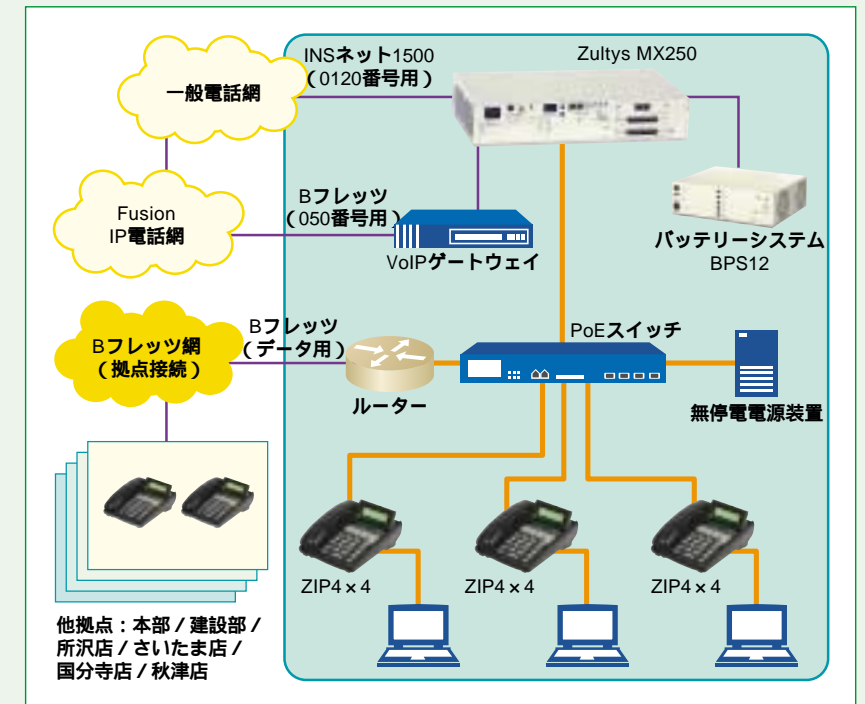 INSネット1500
（0120番号用）
Zultys MX250
一般電話網
Bフレッツ
（050番号用）
Fusion
IP電話網
VoIPゲートウェイ
バッテリーシステム
BPS12
Bフレッツ
（データ用）
PoEスイッチ
Bフレッツ網
（拠点接続）
ルーター
無停電電源装置
ZIP4×4
ZIP4×4
ZIP4×4
他拠点：本部／建設部／
所沢店／さいたま店／
国分寺店／秋津店